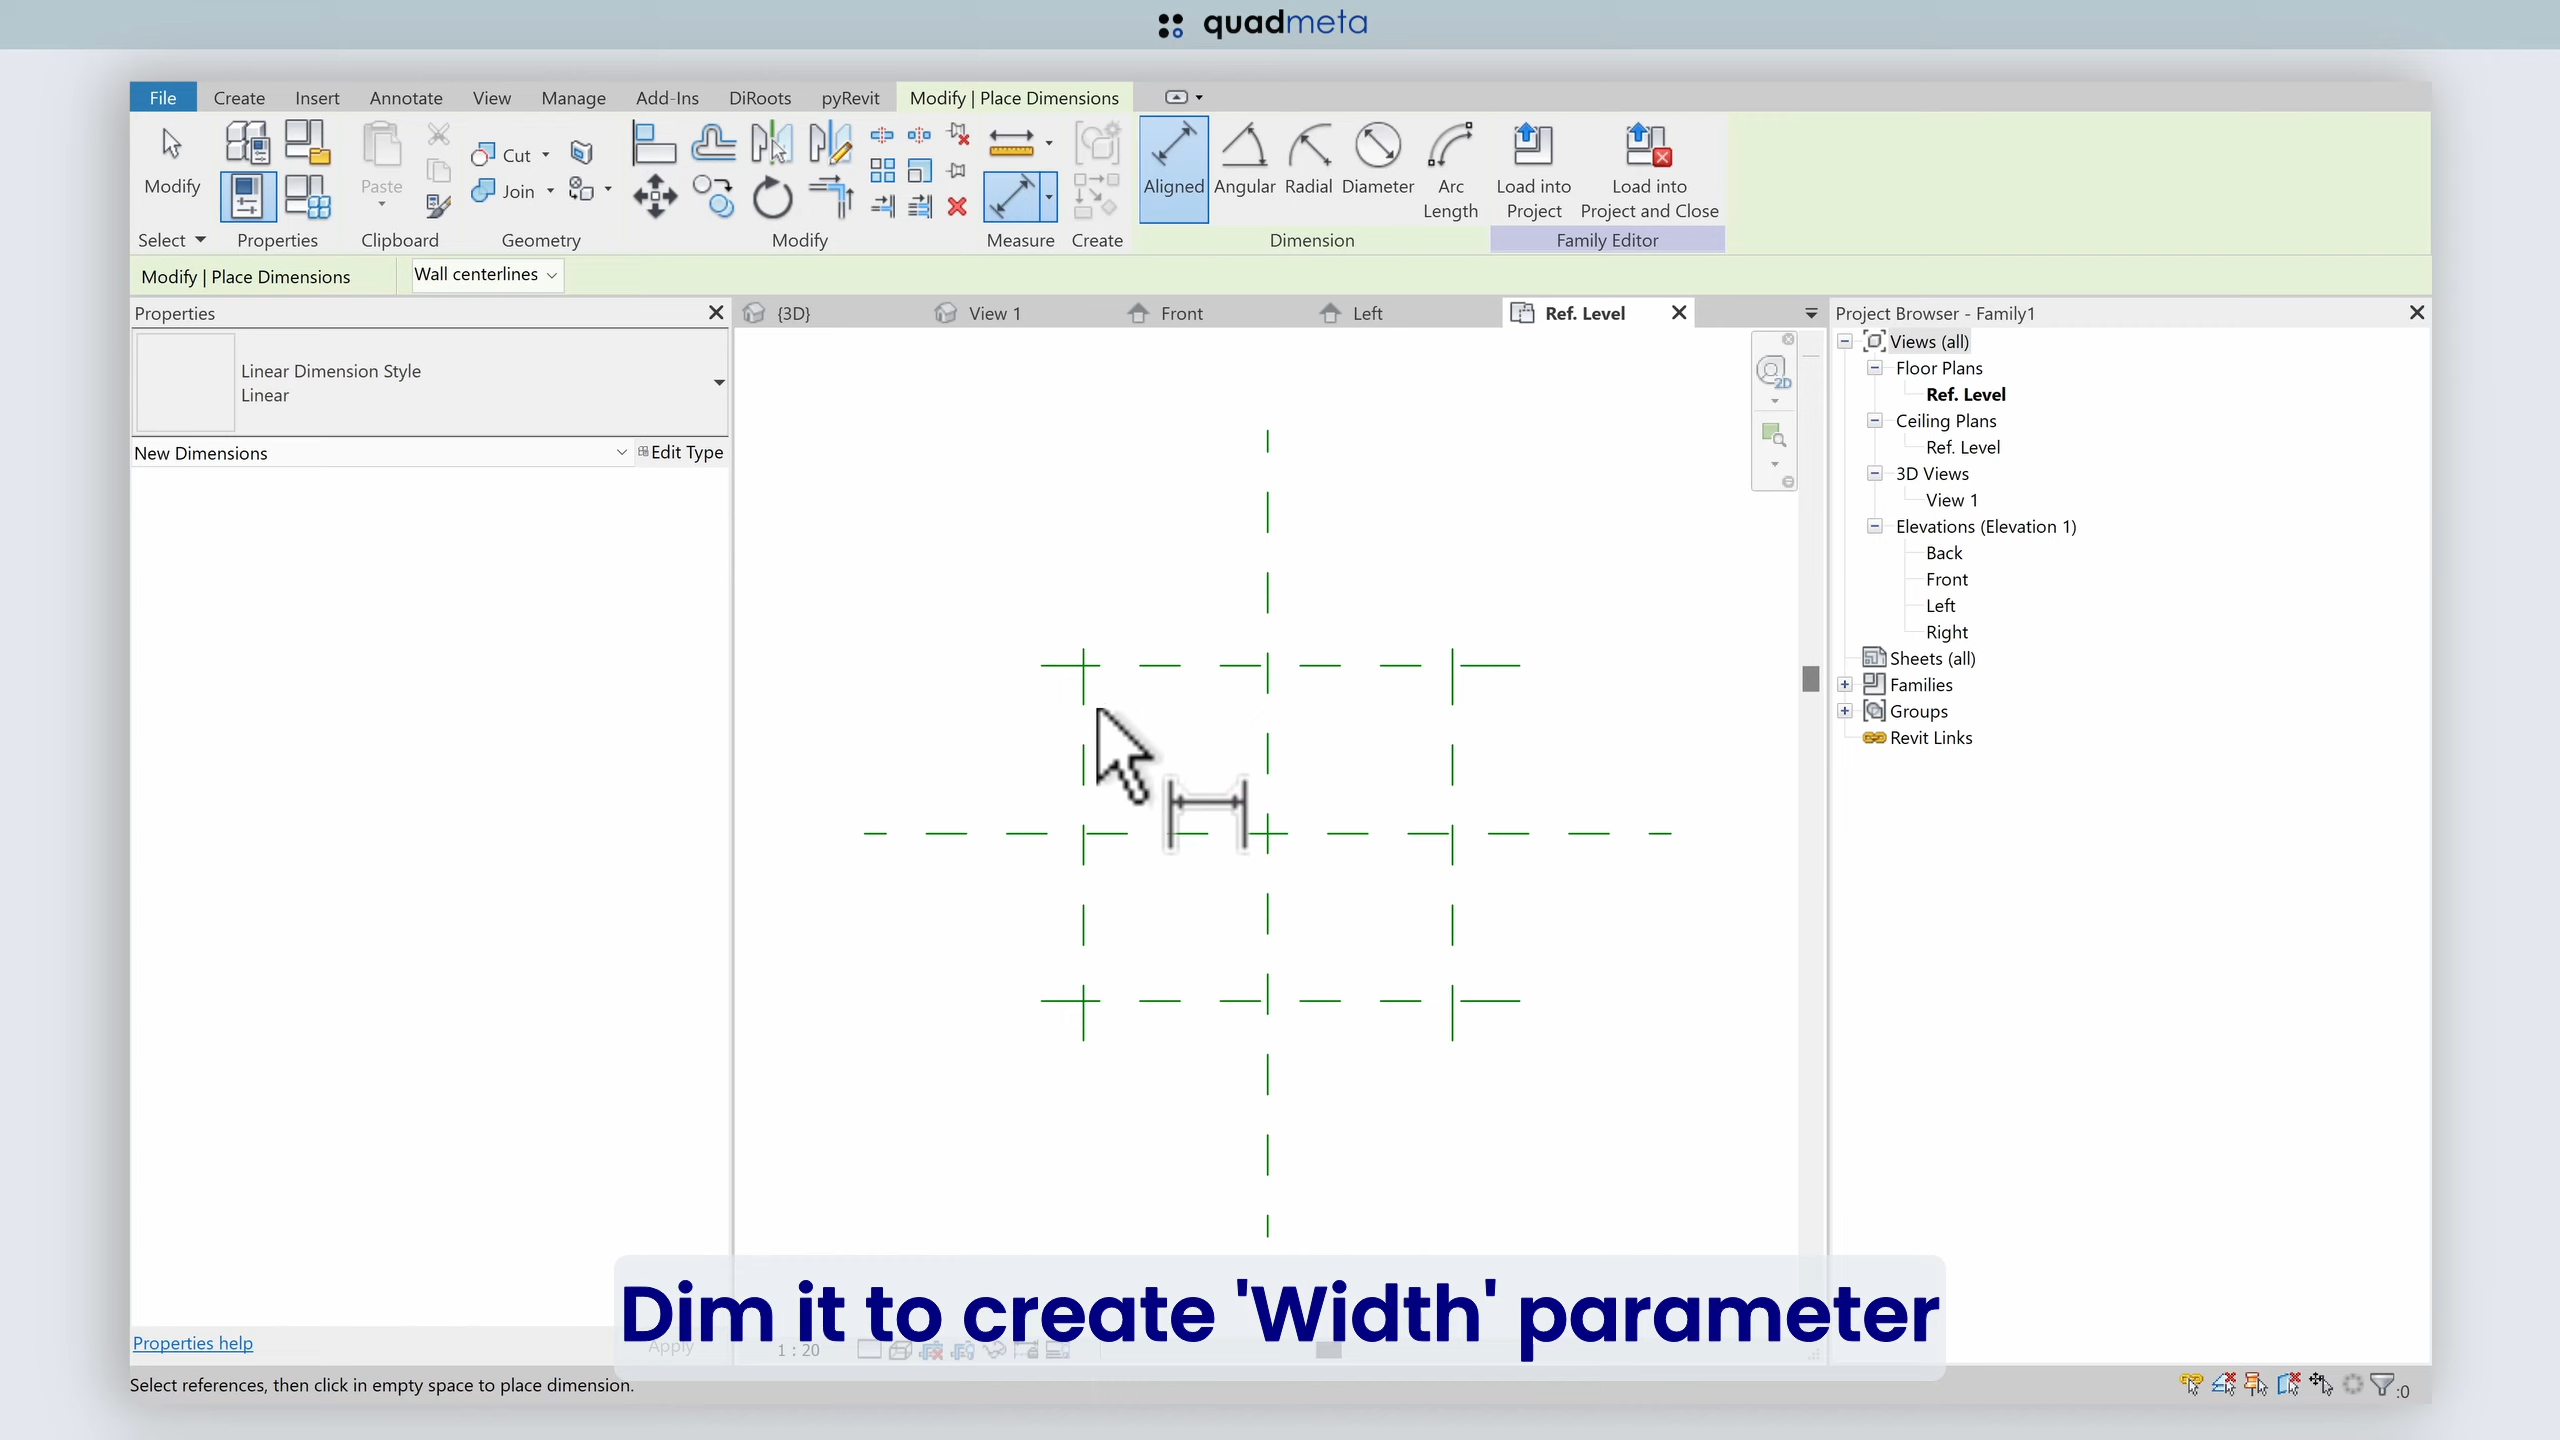 quadmeta
File Create Insert Annotate View Manage Add-Ins DiRoots pyRevit Modify | Place Dimensions
Modify
Paste
Cut
Join
Aligned Angular Radial Diameter Arc Length Load into Project Load into Project and Close
Select Properties Clipboard Geometry Modify Measure Create Dimension Family Editor
Modify | Place Dimensions Wall centerlines
Properties
Linear Dimension Style
Linear
New Dimensions Edit Type
{3D} View 1 Front Left Ref. Level
2D
Project Browser - Family1
Views (all)
Floor Plans
Ref. Level
Ceiling Plans
Ref. Level
3D Views
View 1
Elevations (Elevation 1)
Back
Front
Left
Right
Sheets (all)
Families
Groups
Revit Links
Dim it to create 'Width' parameter
Properties help Apply 1 : 20
Select references, then click in empty space to place dimension.
:0